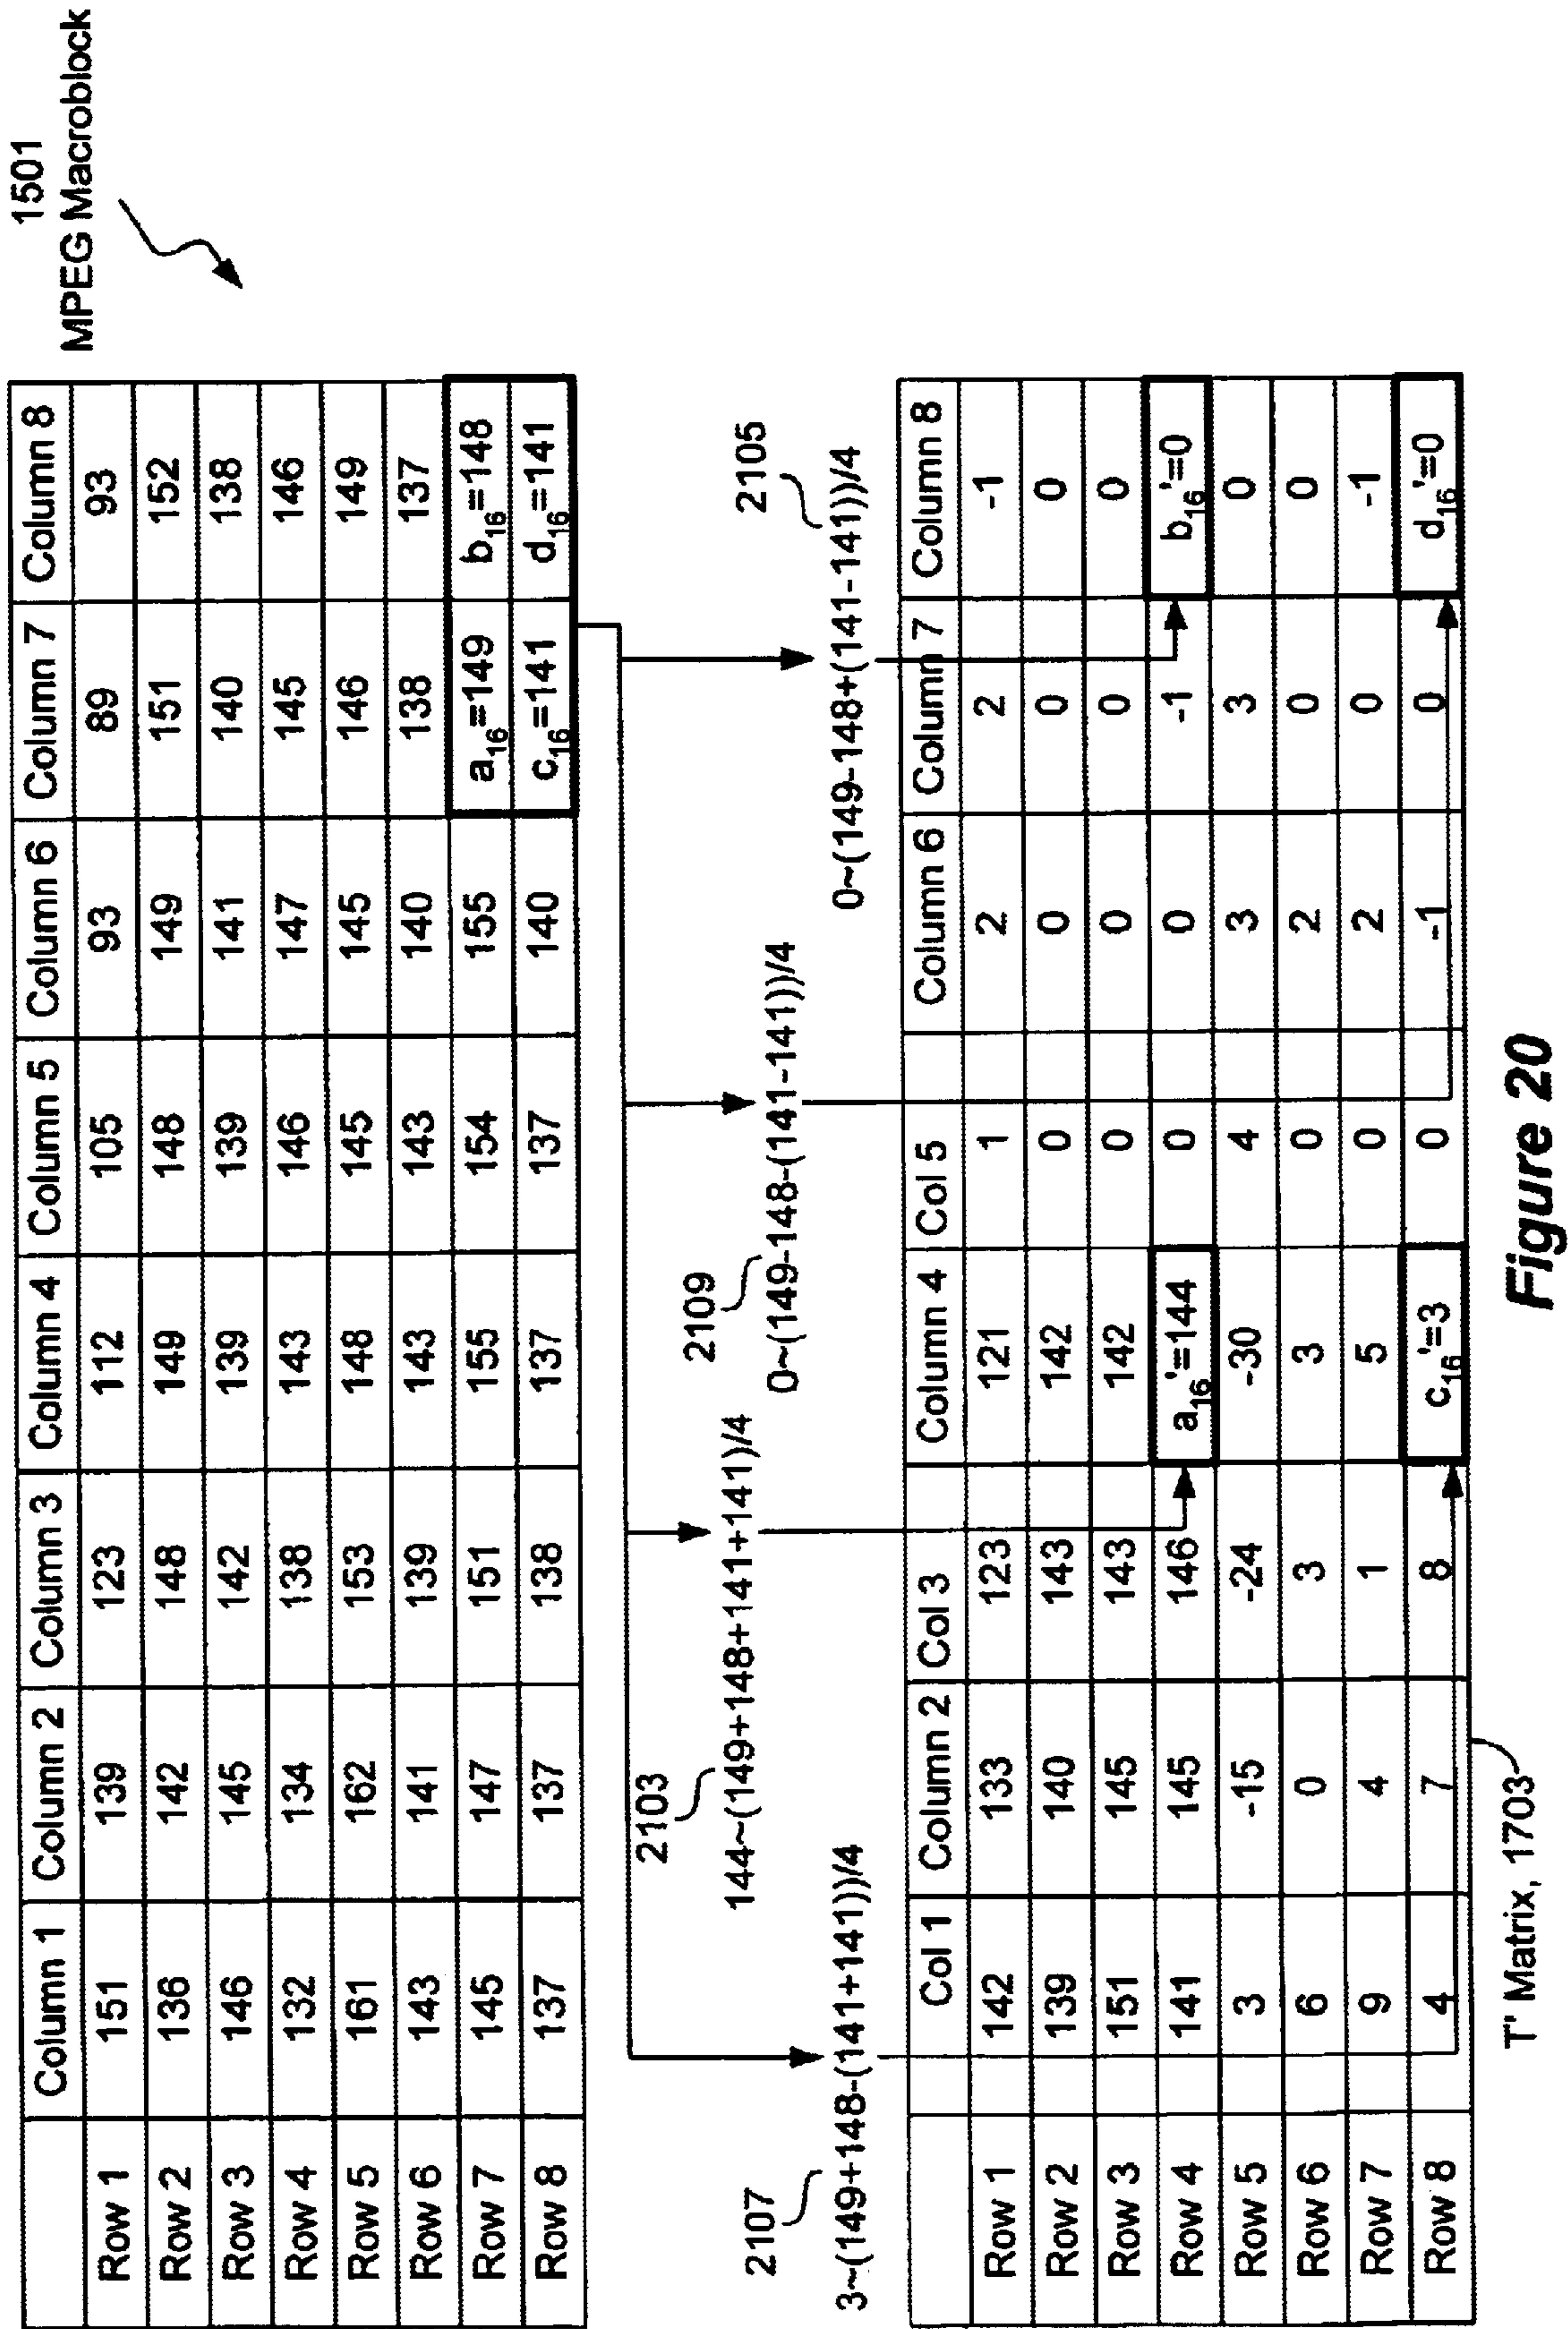 1501
MPEG Macroblock
Column 1 Column 2 Column 3 Column 4 Column 5 Column 6 Column 7 Column 8
Row 1 151 139 123 112 105 93 89 93
Row 2 136 142 148 149 148 149 151 152
Row 3 146 145 142 139 139 141 140 138
Row 4 132 134 138 143 146 147 145 146
Row 5 161 162 153 148 145 145 146 149
Row 6 143 141 139 143 143 140 138 137
Row 7 145 147 151 155 154 155 a16=149 b16=148
Row 8 137 137 138 137 137 140 c16=141 d16=141
2107
3~(149+148-(141+141))/4
2103
144~(149+148+141+141)/4
2109
0~(149-148-(141-141))/4
2105
0~(149-148+(141-141))/4
Col 1 Column 2 Col 3 Column 4 Col 5 Column 6 Column 7 Column 8
Row 1 142 133 123 121 1 2 2 -1
Row 2 139 140 143 142 0 0 0 0
Row 3 151 145 143 142 0 0 0 0
Row 4 141 145 146 a16'=144 0 0 -1 b16'=0
Row 5 3 -15 -24 -30 4 3 3 0
Row 6 6 0 3 3 0 2 0 0
Row 7 9 4 1 5 0 2 0 -1
Row 8 4 7 8 c16'=3 0 -1 0 d16'=0
T' Matrix, 1703
Figure 20